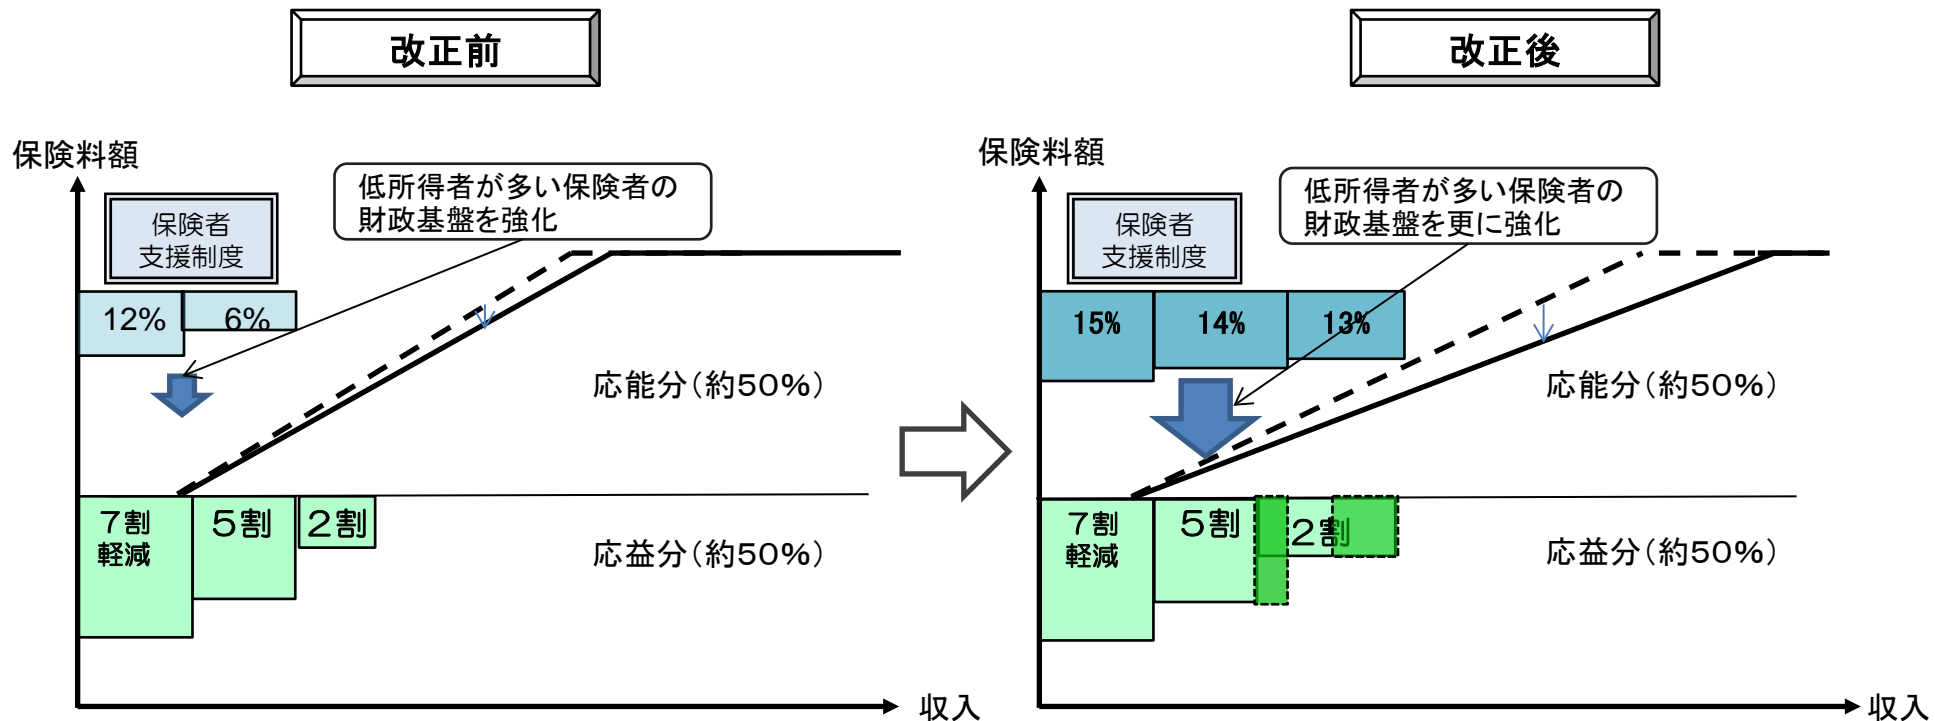 改正前
保険料額
保険者
支援制度
低所得者が多い保険者の
財政基盤を強化
12%
6%
応能分（約50%）
7割
軽減
5割
2割
応益分（約50%）
収入
改正後
保険料額
保険者
支援制度
低所得者が多い保険者の
財政基盤を更に強化
15%
14%
13%
応能分（約50%）
7割
軽減
5割
2割
応益分（約50%）
収入